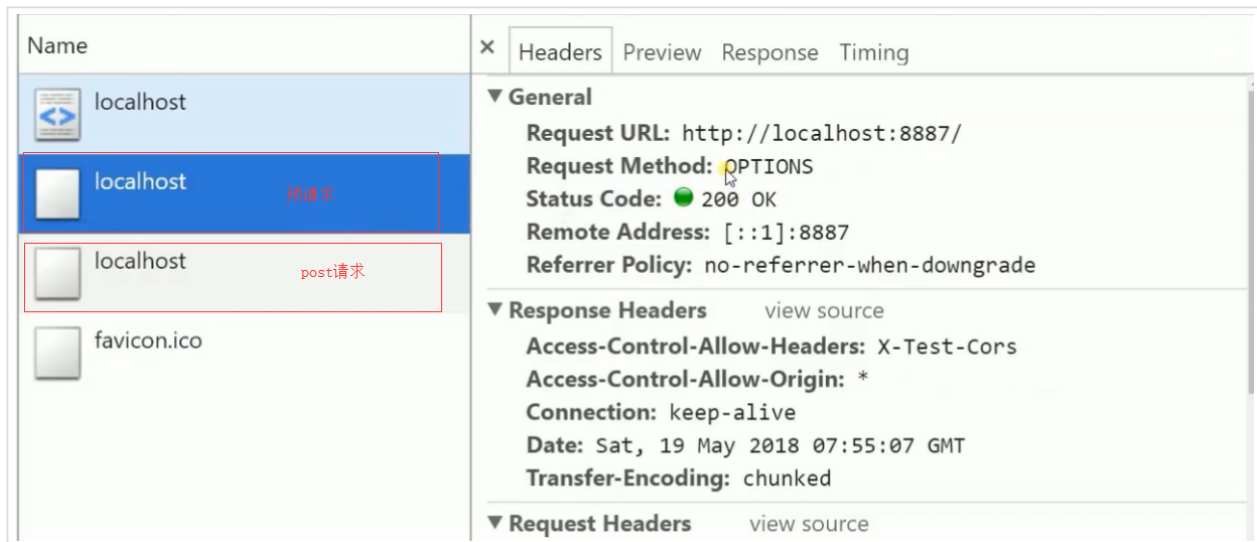 Name
localhost
localhost
预请求
localhost
post请求
favicon.ico
× Headers Preview Response Timing
▼ General
Request URL: http://localhost:8887/
Request Method: OPTIONS
Status Code: 200 OK
Remote Address: [::1]:8887
Referrer Policy: no-referrer-when-downgrade
▼ Response Headers view source
Access-Control-Allow-Headers: X-Test-Cors
Access-Control-Allow-Origin: *
Connection: keep-alive
Date: Sat, 19 May 2018 07:55:07 GMT
Transfer-Encoding: chunked
▼ Request Headers view source